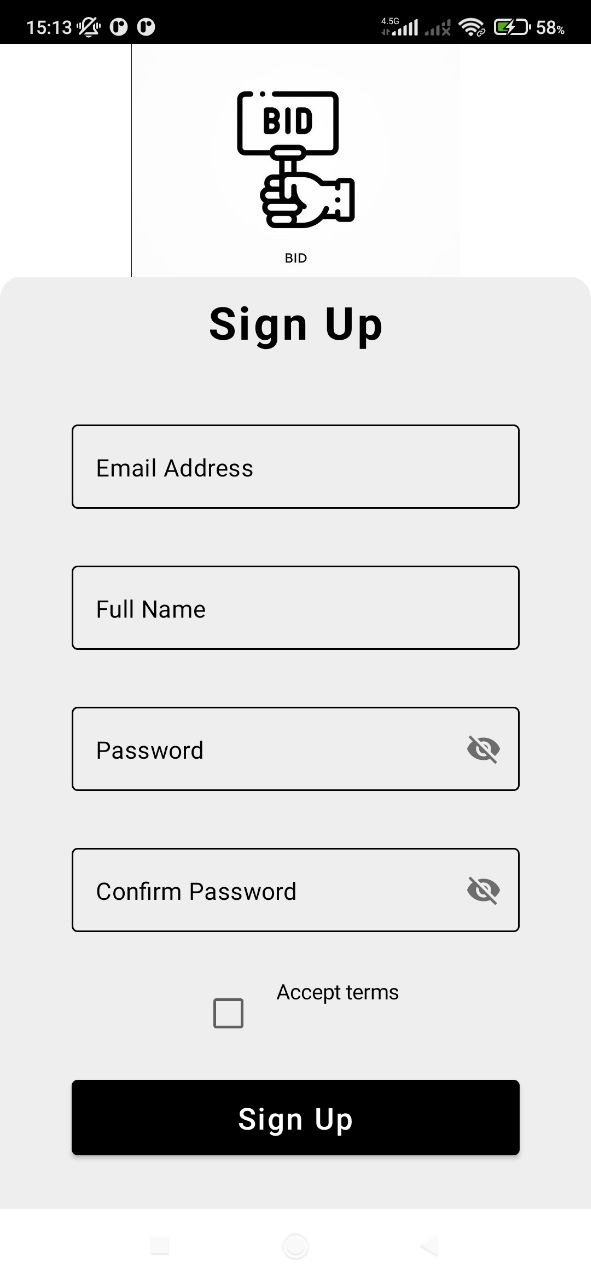 15:13 4.5G 58%
BID
BID
Sign Up
Email Address
Full Name
Password
Confirm Password
Accept terms
Sign Up